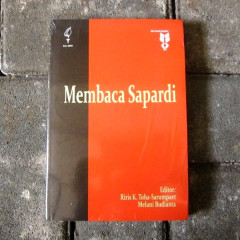 Membaca Sapardi
Editor:
Riris K. Toha-Sarumpaet
Melani Budianta